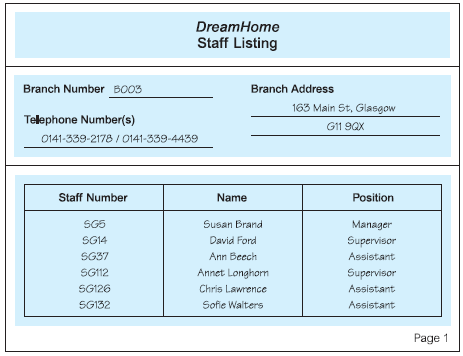 DreamHome
Staff Listing
Branch Number B003
Branch Address
163 Main St, Glasgow
Telephone Number(s)
G11 9QX
0141-339-2178 / 0141-339-4439
Staff Number Name Position
SG5 Susan Brand Manager
SG14 David Ford Supervisor
SG37 Ann Beech Assistant
SG112 Annet Longhorn Supervisor
SG126 Chris Lawrence Assistant
SG132 Sofie Walters Assistant
Page 1